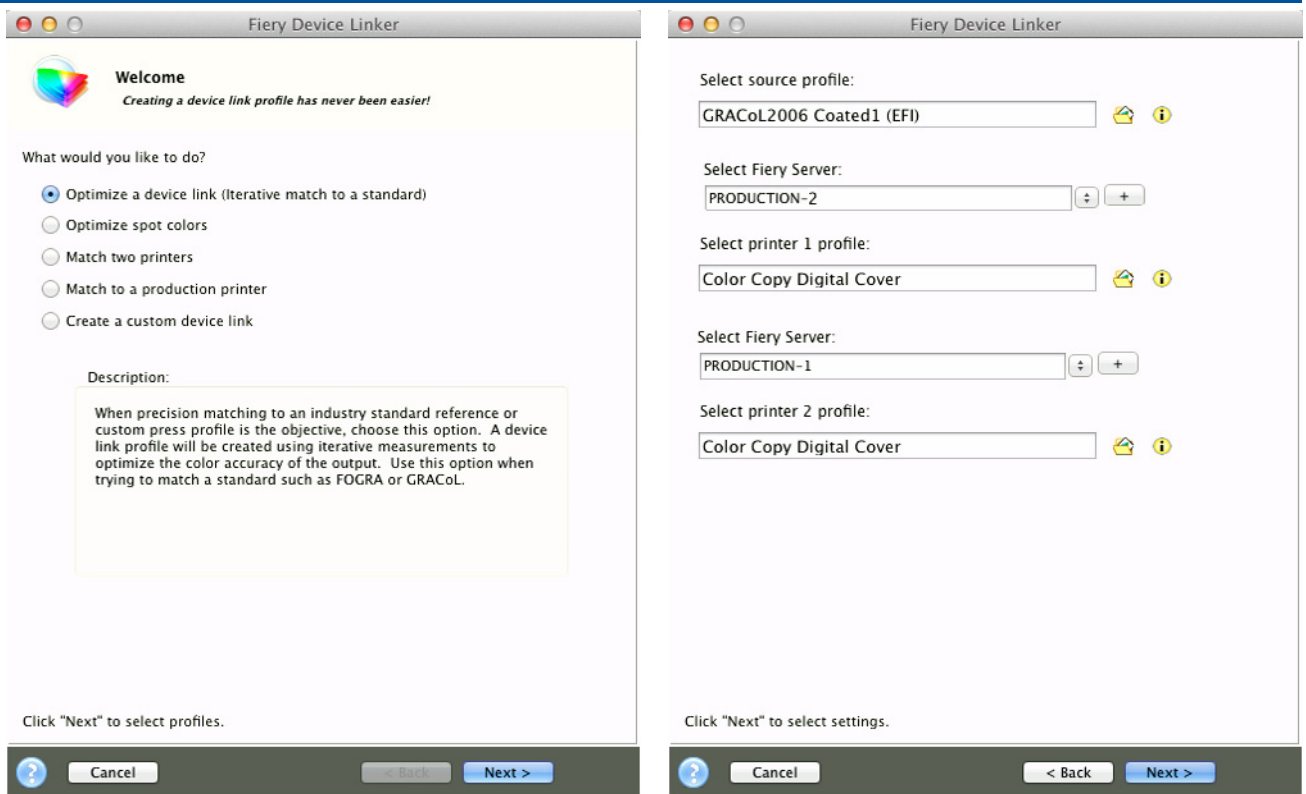 Fiery Device Linker
Welcome
Creating a device link profile has never been easier!
What would you like to do?
Optimize a device link (Iterative match to a standard)
Optimize spot colors
Match two printers
Match to a production printer
Create a custom device link
Description:
When precision matching to an industry standard reference or
custom press profile is the objective, choose this option. A device
link profile will be created using iterative measurements to
optimize the color accuracy of the output. Use this option when
trying to match a standard such as FOGRA or GRACoL.
Click "Next" to select profiles.
?
Cancel
< Back
Next >
Fiery Device Linker
Select source profile:
GRACoL2006 Coated1 (EFI)
i
Select Fiery Server:
PRODUCTION-2
+
Select printer 1 profile:
Color Copy Digital Cover
i
Select Fiery Server:
PRODUCTION-1
+
Select printer 2 profile:
Color Copy Digital Cover
i
Click "Next" to select settings.
?
Cancel
< Back
Next >